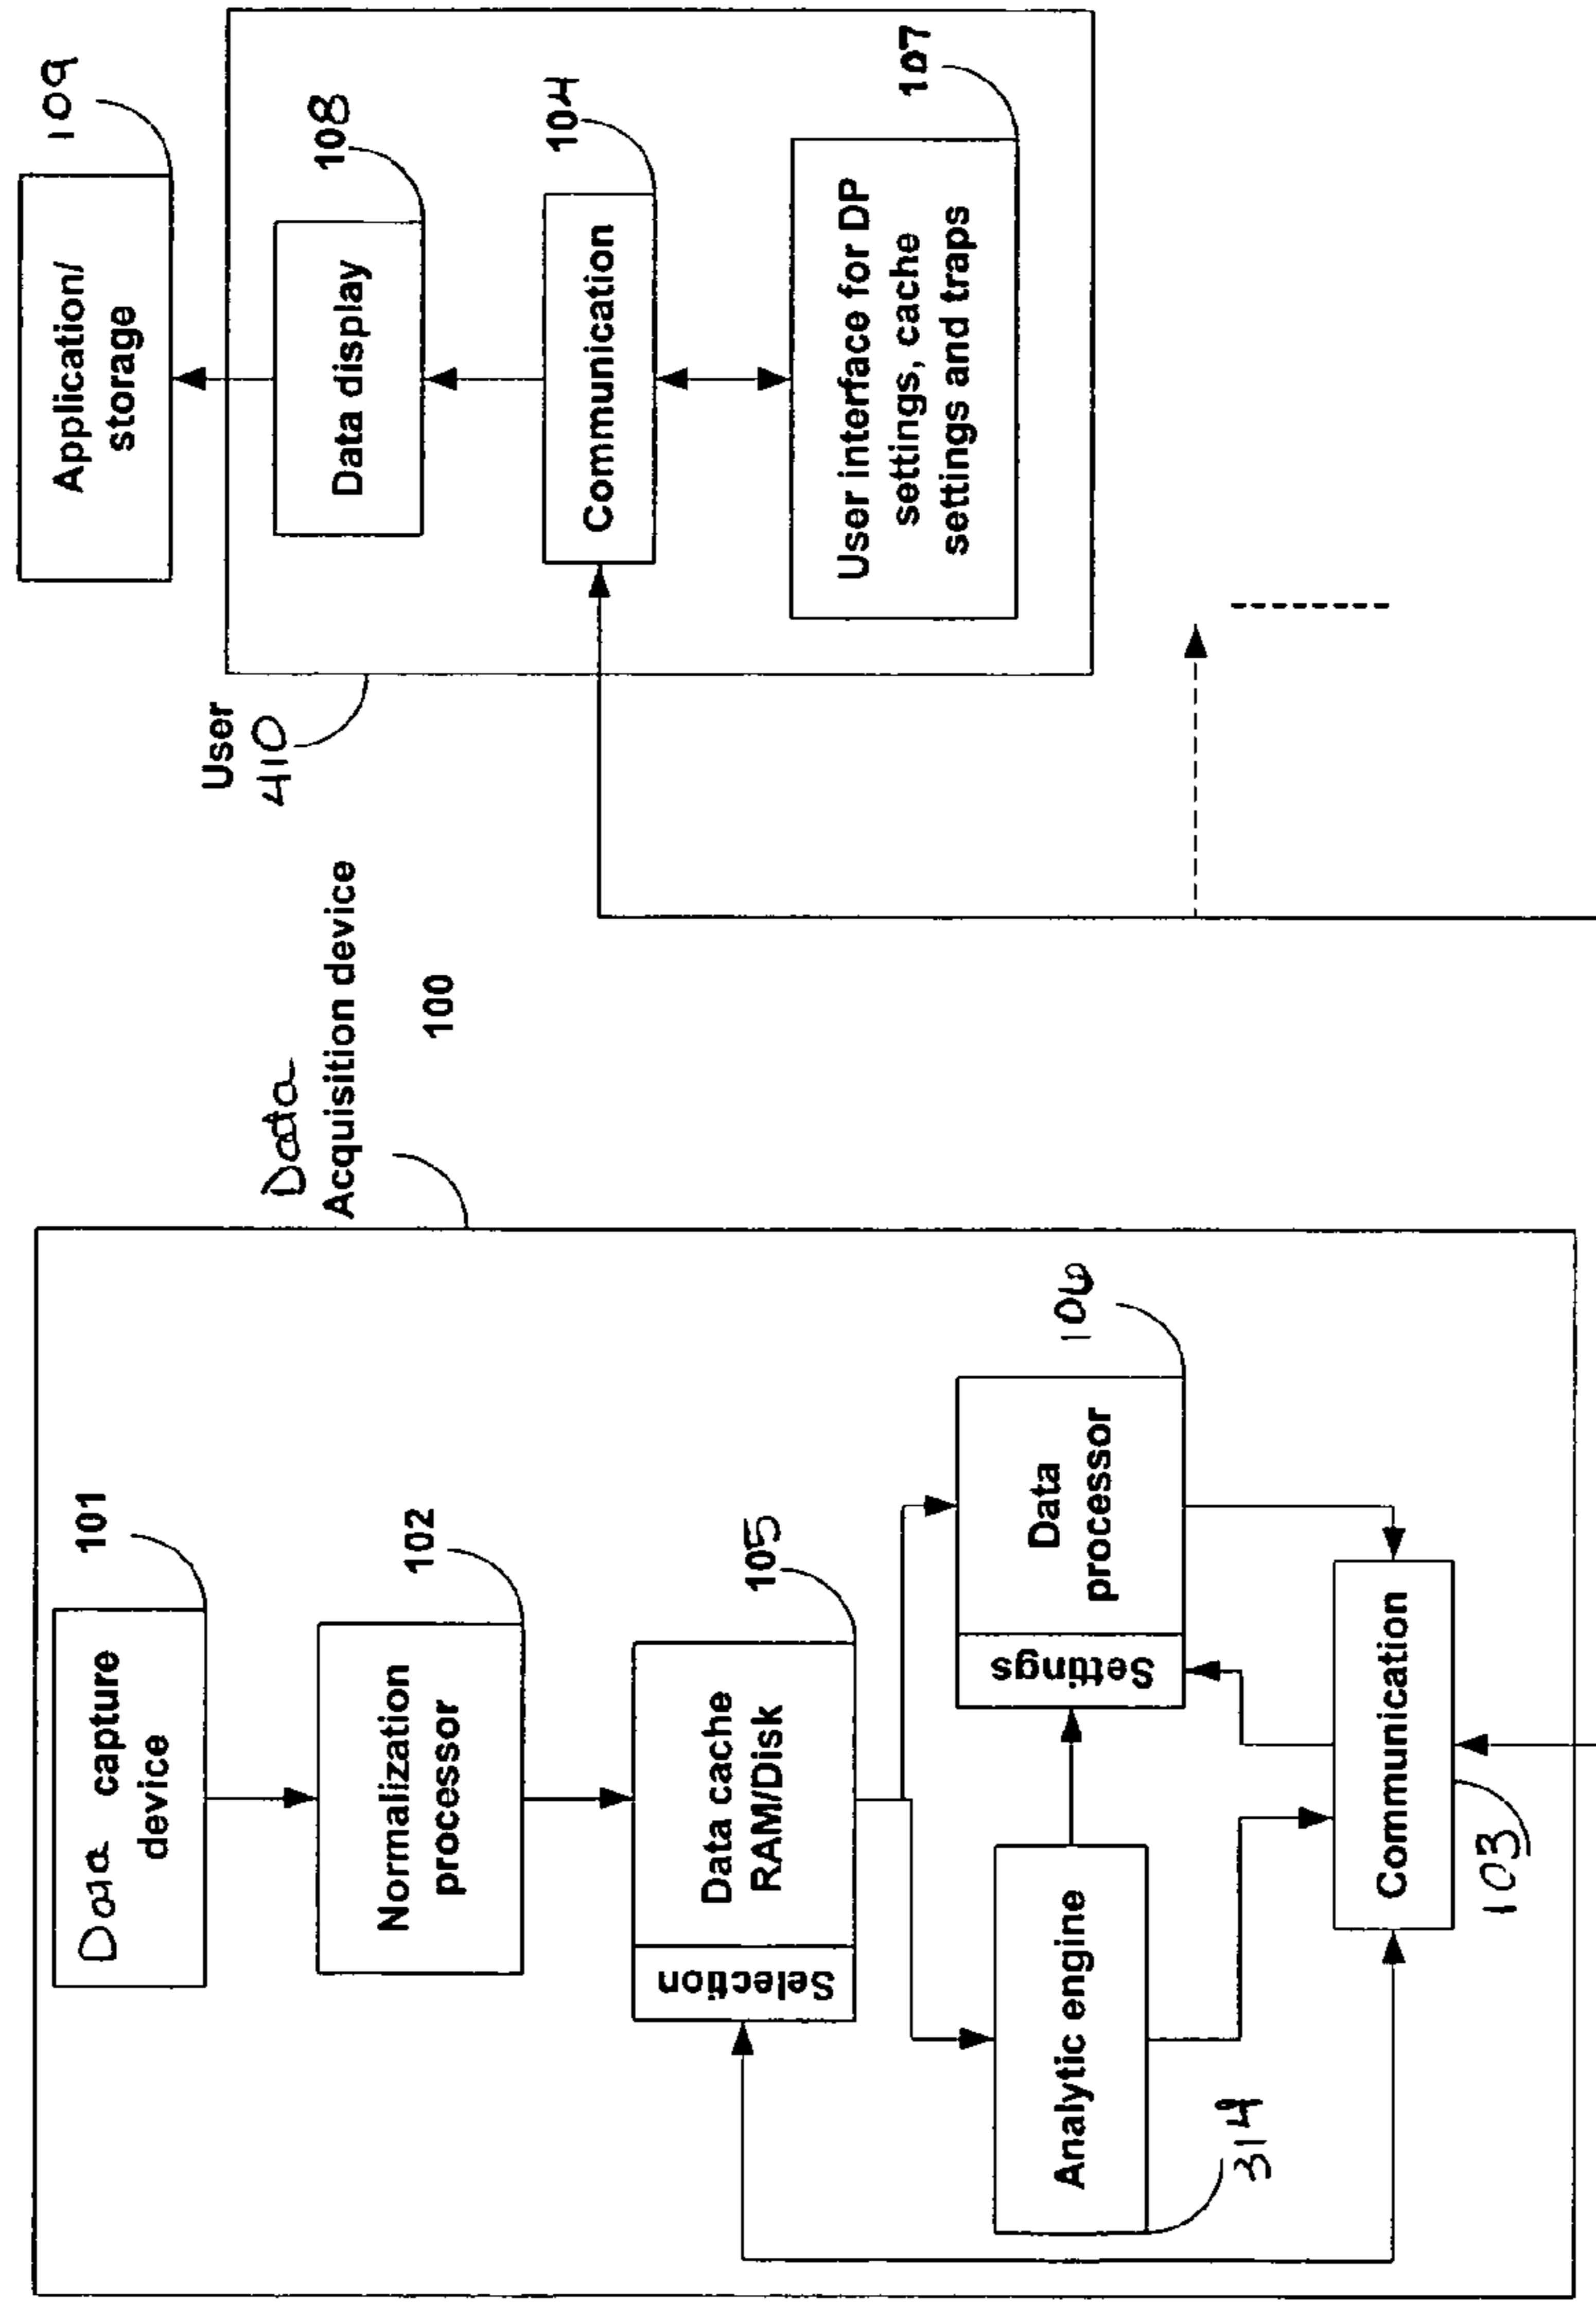 Data
Acquisition device
100
Data capture
device
101
Normalization
processor
102
Selection
Data cache
RAM/Disk
105
Analytic engine
314
Settings
Data
processor
106
Communication
103
User
410
Application/
storage
109
Data display
108
Communication
104
User interface for DP
settings, cache
settings and traps
107